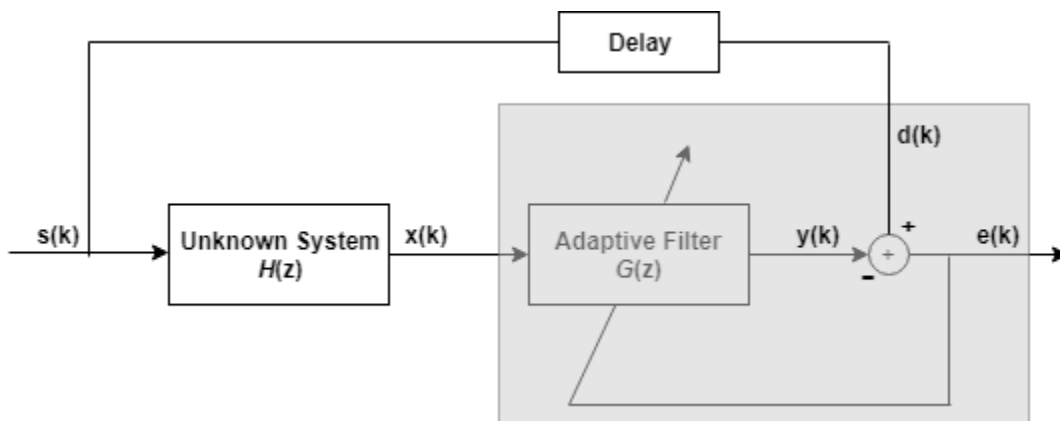 Delay
d(k)
s(k)
Unknown System
H(z)
x(k)
Adaptive Filter
G(z)
y(k)
+
+
-
e(k)